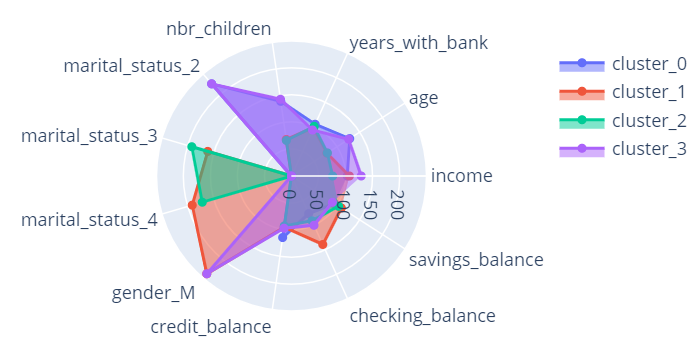 nbr_children
years_with_bank
marital_status_2
age
marital_status_3
income
marital_status_4
savings_balance
gender_M
checking_balance
credit_balance
0
50
100
150
200
cluster_0
cluster_1
cluster_2
cluster_3